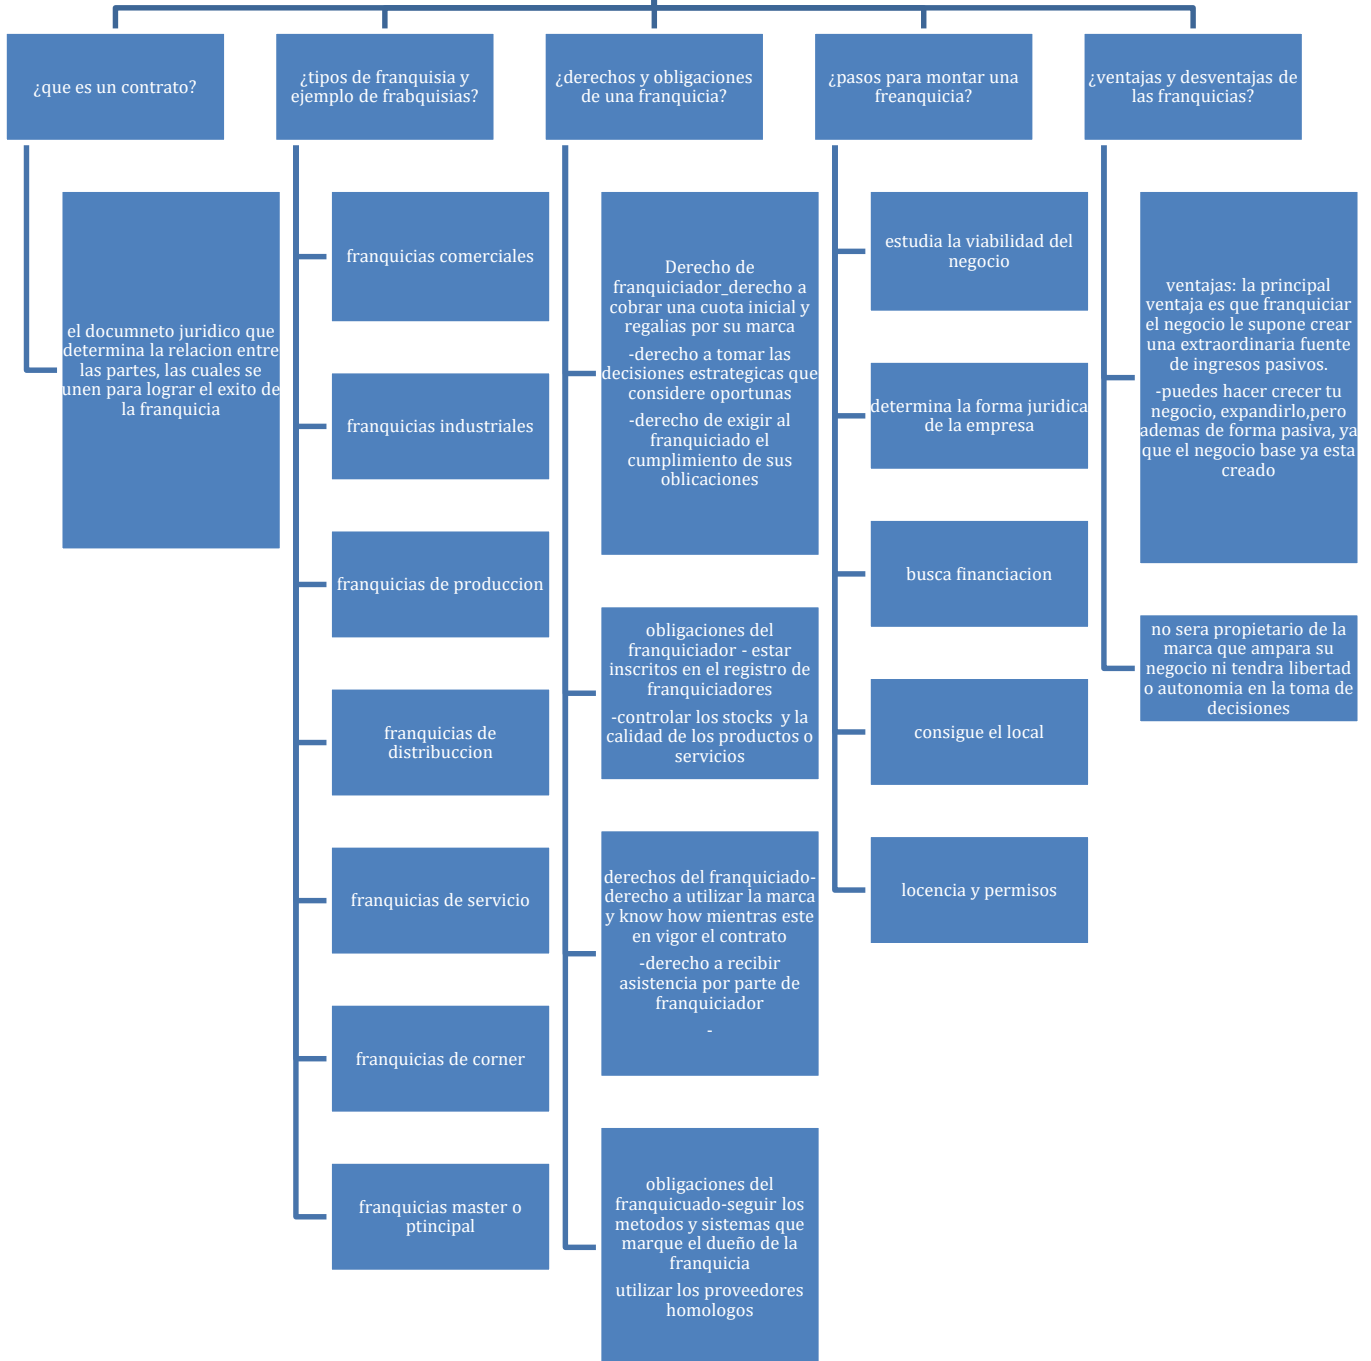 ¿que es un contrato?
el documneto juridico que
determina la relacion entre
las partes, las cuales se
unen para lograr el exito de
la franquicia
¿tipos de franquisia y
ejemplo de frabquisias?
franquicias comerciales
franquicias industriales
franquicias de produccion
franquicias de
distribuccion
franquicias de servicio
franquicias de corner
franquicias master o
ptincipal
¿derechos y obligaciones
de una franquicia?
Derecho de
franquiciador_derecho a
cobrar una cuota inicial y
regalias por su marca
-derecho a tomar las
decisiones estrategicas que
considere oportunas
-derecho de exigir al
franquiciado el
cumplimiento de sus
oblicaciones
obligaciones del
franquiciador - estar
inscritos en el registro de
franquiciadores
-controlar los stocks y la
calidad de los productos o
servicios
derechos del franquiciado-
derecho a utilizar la marca
y know how mientras este
en vigor el contrato
-derecho a recibir
asistencia por parte de
franquiciador
-
obligaciones del
franquicuado-seguir los
metodos y sistemas que
marque el dueño de la
franquicia
utilizar los proveedores
homologos
¿pasos para montar una
freanquicia?
estudia la viabilidad del
negocio
determina la forma juridica
de la empresa
busca financiacion
consigue el local
locencia y permisos
¿ventajas y desventajas de
las franquicias?
ventajas: la principal
ventaja es que franquiciar
el negocio le supone crear
una extraordinaria fuente
de ingresos pasivos.
-puedes hacer crecer tu
negocio, expandirlo,pero
ademas de forma pasiva, ya
que el negocio base ya esta
creado
no sera propietario de la
marca que ampara su
negocio ni tendra libertad
o autonomia en la toma de
decisiones